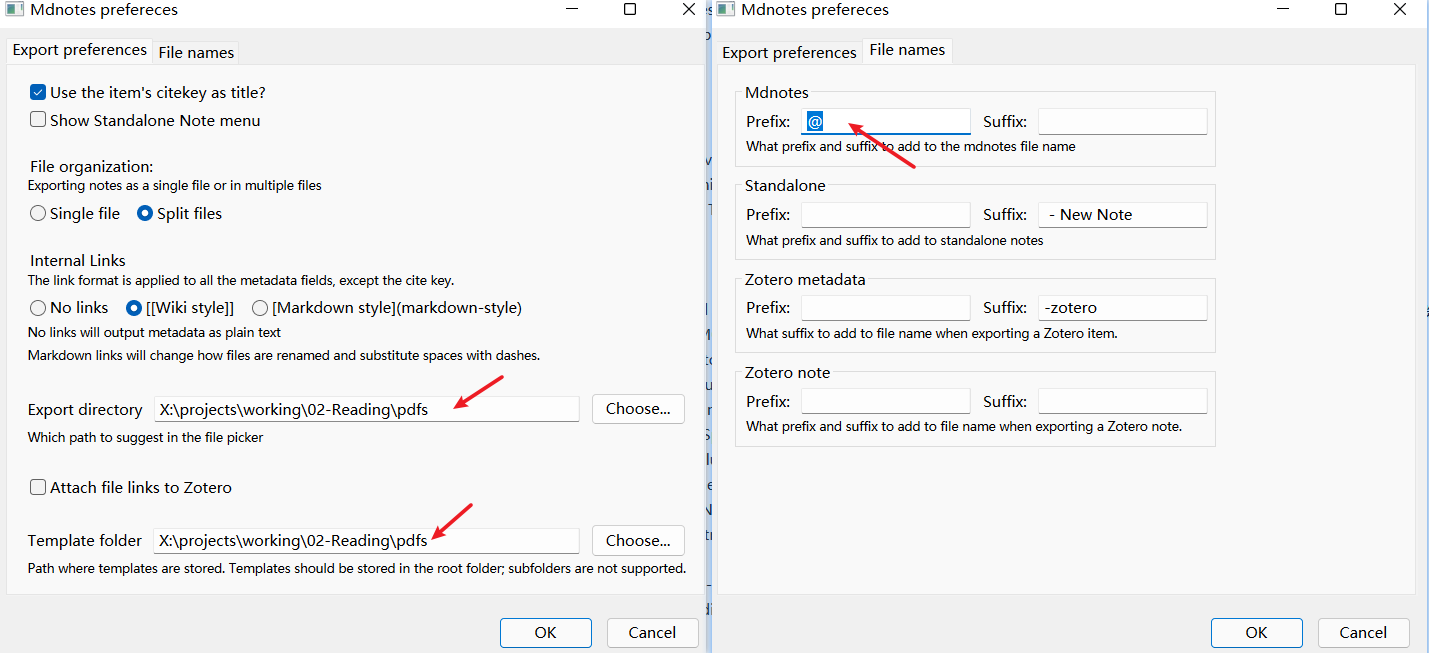 Mdnotes prefereces
Export preferences File names
Use the item's citekey as title?
Show Standalone Note menu
File organization:
Exporting notes as a single file or in multiple files
Single file Split files
Internal Links
The link format is applied to all the metadata fields, except the cite key.
No links [[Wiki style]] [Markdown style](markdown-style)
No links will output metadata as plain text
Markdown links will change how files are renamed and substitute spaces with dashes.
Export directory X:\projects\working\02-Reading\pdfs Choose...
Which path to suggest in the file picker
Attach file links to Zotero
Template folder X:\projects\working\02-Reading\pdfs Choose...
Path where templates are stored. Templates should be stored in the root folder; subfolders are not supported.
OK Cancel
Mdnotes prefereces
Export preferences File names
Mdnotes
Prefix: @ Suffix:
What prefix and suffix to add to the mdnotes file name
Standalone
Prefix: Suffix: - New Note
What prefix and suffix to add to standalone notes
Zotero metadata
Prefix: Suffix: -zotero
What suffix to add to file name when exporting a Zotero item.
Zotero note
Prefix: Suffix:
What prefix and suffix to add to file name when exporting a Zotero note.
OK Cancel